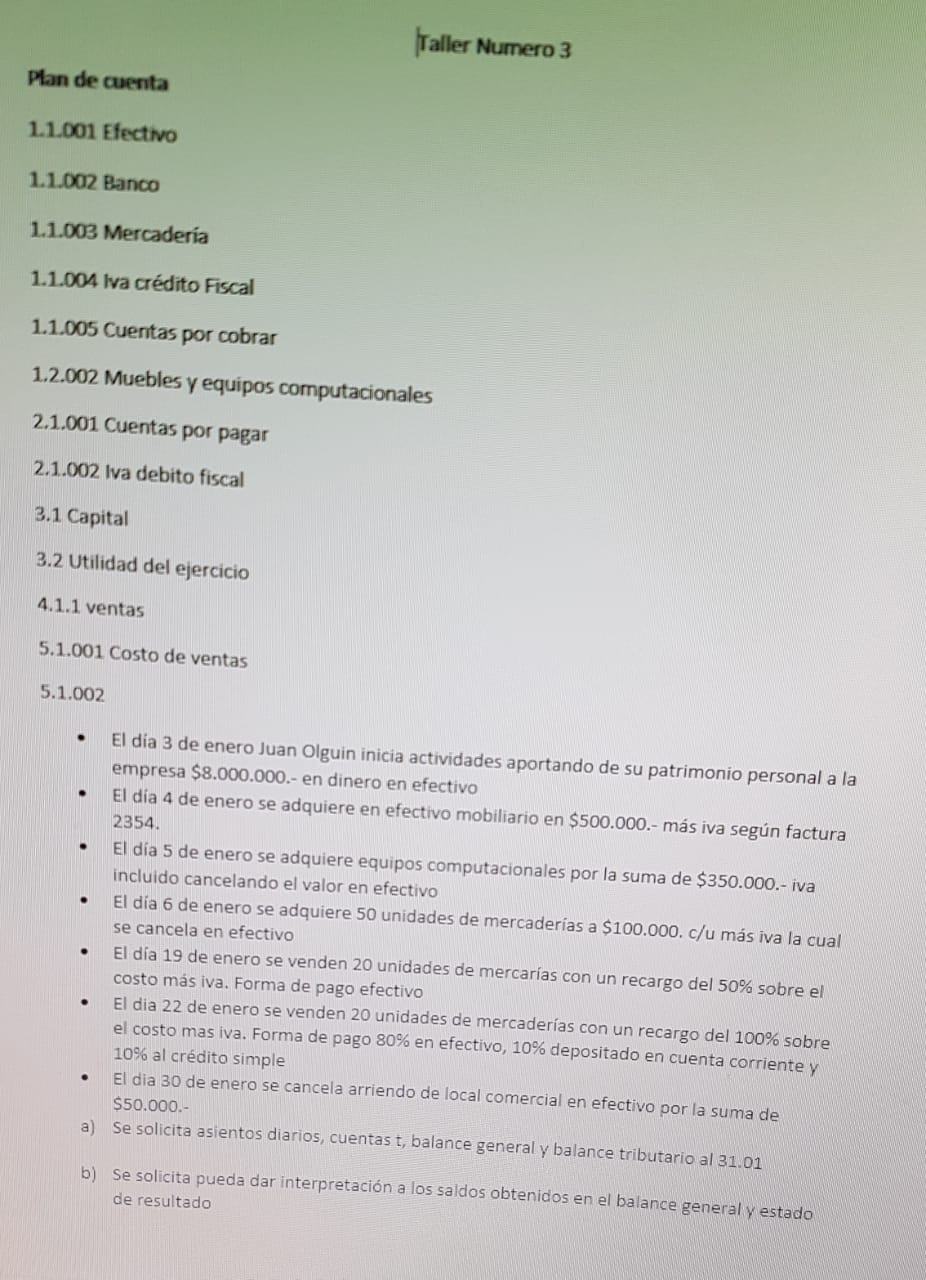 Taller Numero 3
Plan de cuenta
1.1.001 Efectivo
1.1.002 Banco
1.1.003 Mercadería
1.1.004 Iva crédito Fiscal
1.1.005 Cuentas por cobrar
1.2.002 Muebles y equipos computacionales
2.1.001 Cuentas por pagar
2.1.002 Iva debito fiscal
3.1 Capital
3.2 Utilidad del ejercicio
4.1.1 ventas
5.1.001 Costo de ventas
5.1.002
• El día 3 de enero Juan Olguin inicia actividades aportando de su patrimonio personal a la
empresa $8.000.000.- en dinero en efectivo
• El día 4 de enero se adquiere en efectivo mobiliario en $500.000.- más iva según factura
2354.
• El día 5 de enero se adquiere equipos computacionales por la suma de $350.000.- iva
incluido cancelando el valor en efectivo
• El día 6 de enero se adquiere 50 unidades de mercaderías a $100.000. c/u más iva la cual
se cancela en efectivo
• El día 19 de enero se venden 20 unidades de mercarías con un recargo del 50% sobre el
costo más iva. Forma de pago efectivo
• El dia 22 de enero se venden 20 unidades de mercaderías con un recargo del 100% sobre
el costo mas iva. Forma de pago 80% en efectivo, 10% depositado en cuenta corriente y
10% al crédito simple
• El dia 30 de enero se cancela arriendo de local comercial en efectivo por la suma de
$50.000.-
a) Se solicita asientos diarios, cuentas t, balance general y balance tributario al 31.01
b) Se solicita pueda dar interpretación a los saldos obtenidos en el balance general y estado
de resultado